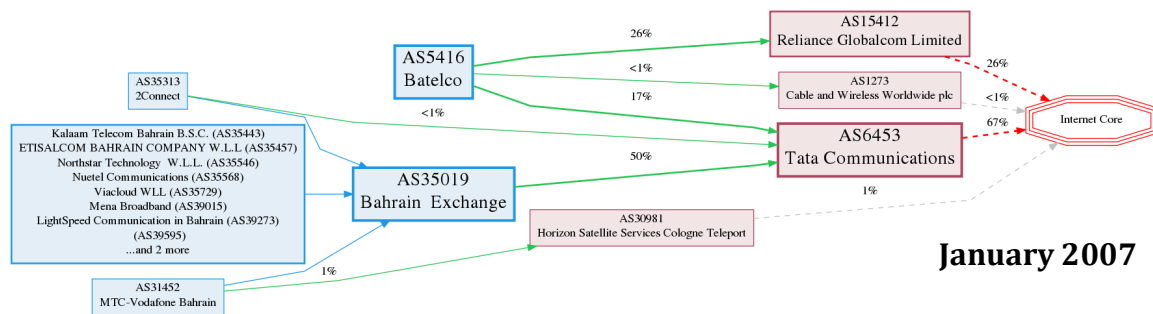 AS35313
2Connect
Kalaam Telecom Bahrain B.S.C. (AS35443)
ETISALCOM BAHRAIN COMPANY W.L.L (AS35457)
Northstar Technology W.L.L. (AS35546)
Nuetel Communications (AS35568)
Viacloud WLL (AS35729)
Mena Broadband (AS39015)
LightSpeed Communication in Bahrain (AS39273)
(AS39595)
...and 2 more
AS31452
MTC-Vodafone Bahrain
AS5416
Batelco
AS35019
Bahrain Exchange
26%
<1%
17%
<1%
50%
1%
AS15412
Reliance Globalcom Limited
AS1273
Cable and Wireless Worldwide plc
AS6453
Tata Communications
AS30981
Horizon Satellite Services Cologne Teleport
26%
<1%
67%
1%
Internet Core
January 2007